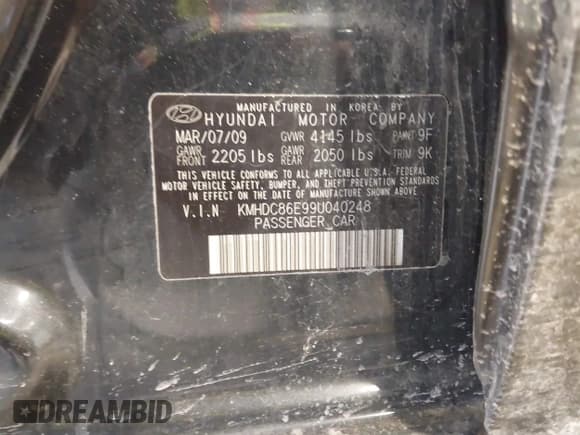 MANUFACTURED IN KOREA BY
HYUNDAI MOTOR COMPANY
MAR/07/09 GVWR 4145 lbs PAINT 9F
GAWR FRONT 2205 lbs GAWR REAR 2050 lbs TRIM 9K
THIS VEHICLE CONFORMS TO ALL APPLICABLE U.S.A. FEDERAL
MOTOR VEHICLE SAFETY, BUMPER, AND THEFT PREVENTION
STANDARDS IN EFFECT ON THE DATE OF MANUFACTURE SHOWN ABOVE
V.I.N KMHDC86E99U040248
PASSENGER CAR
DREAMBID